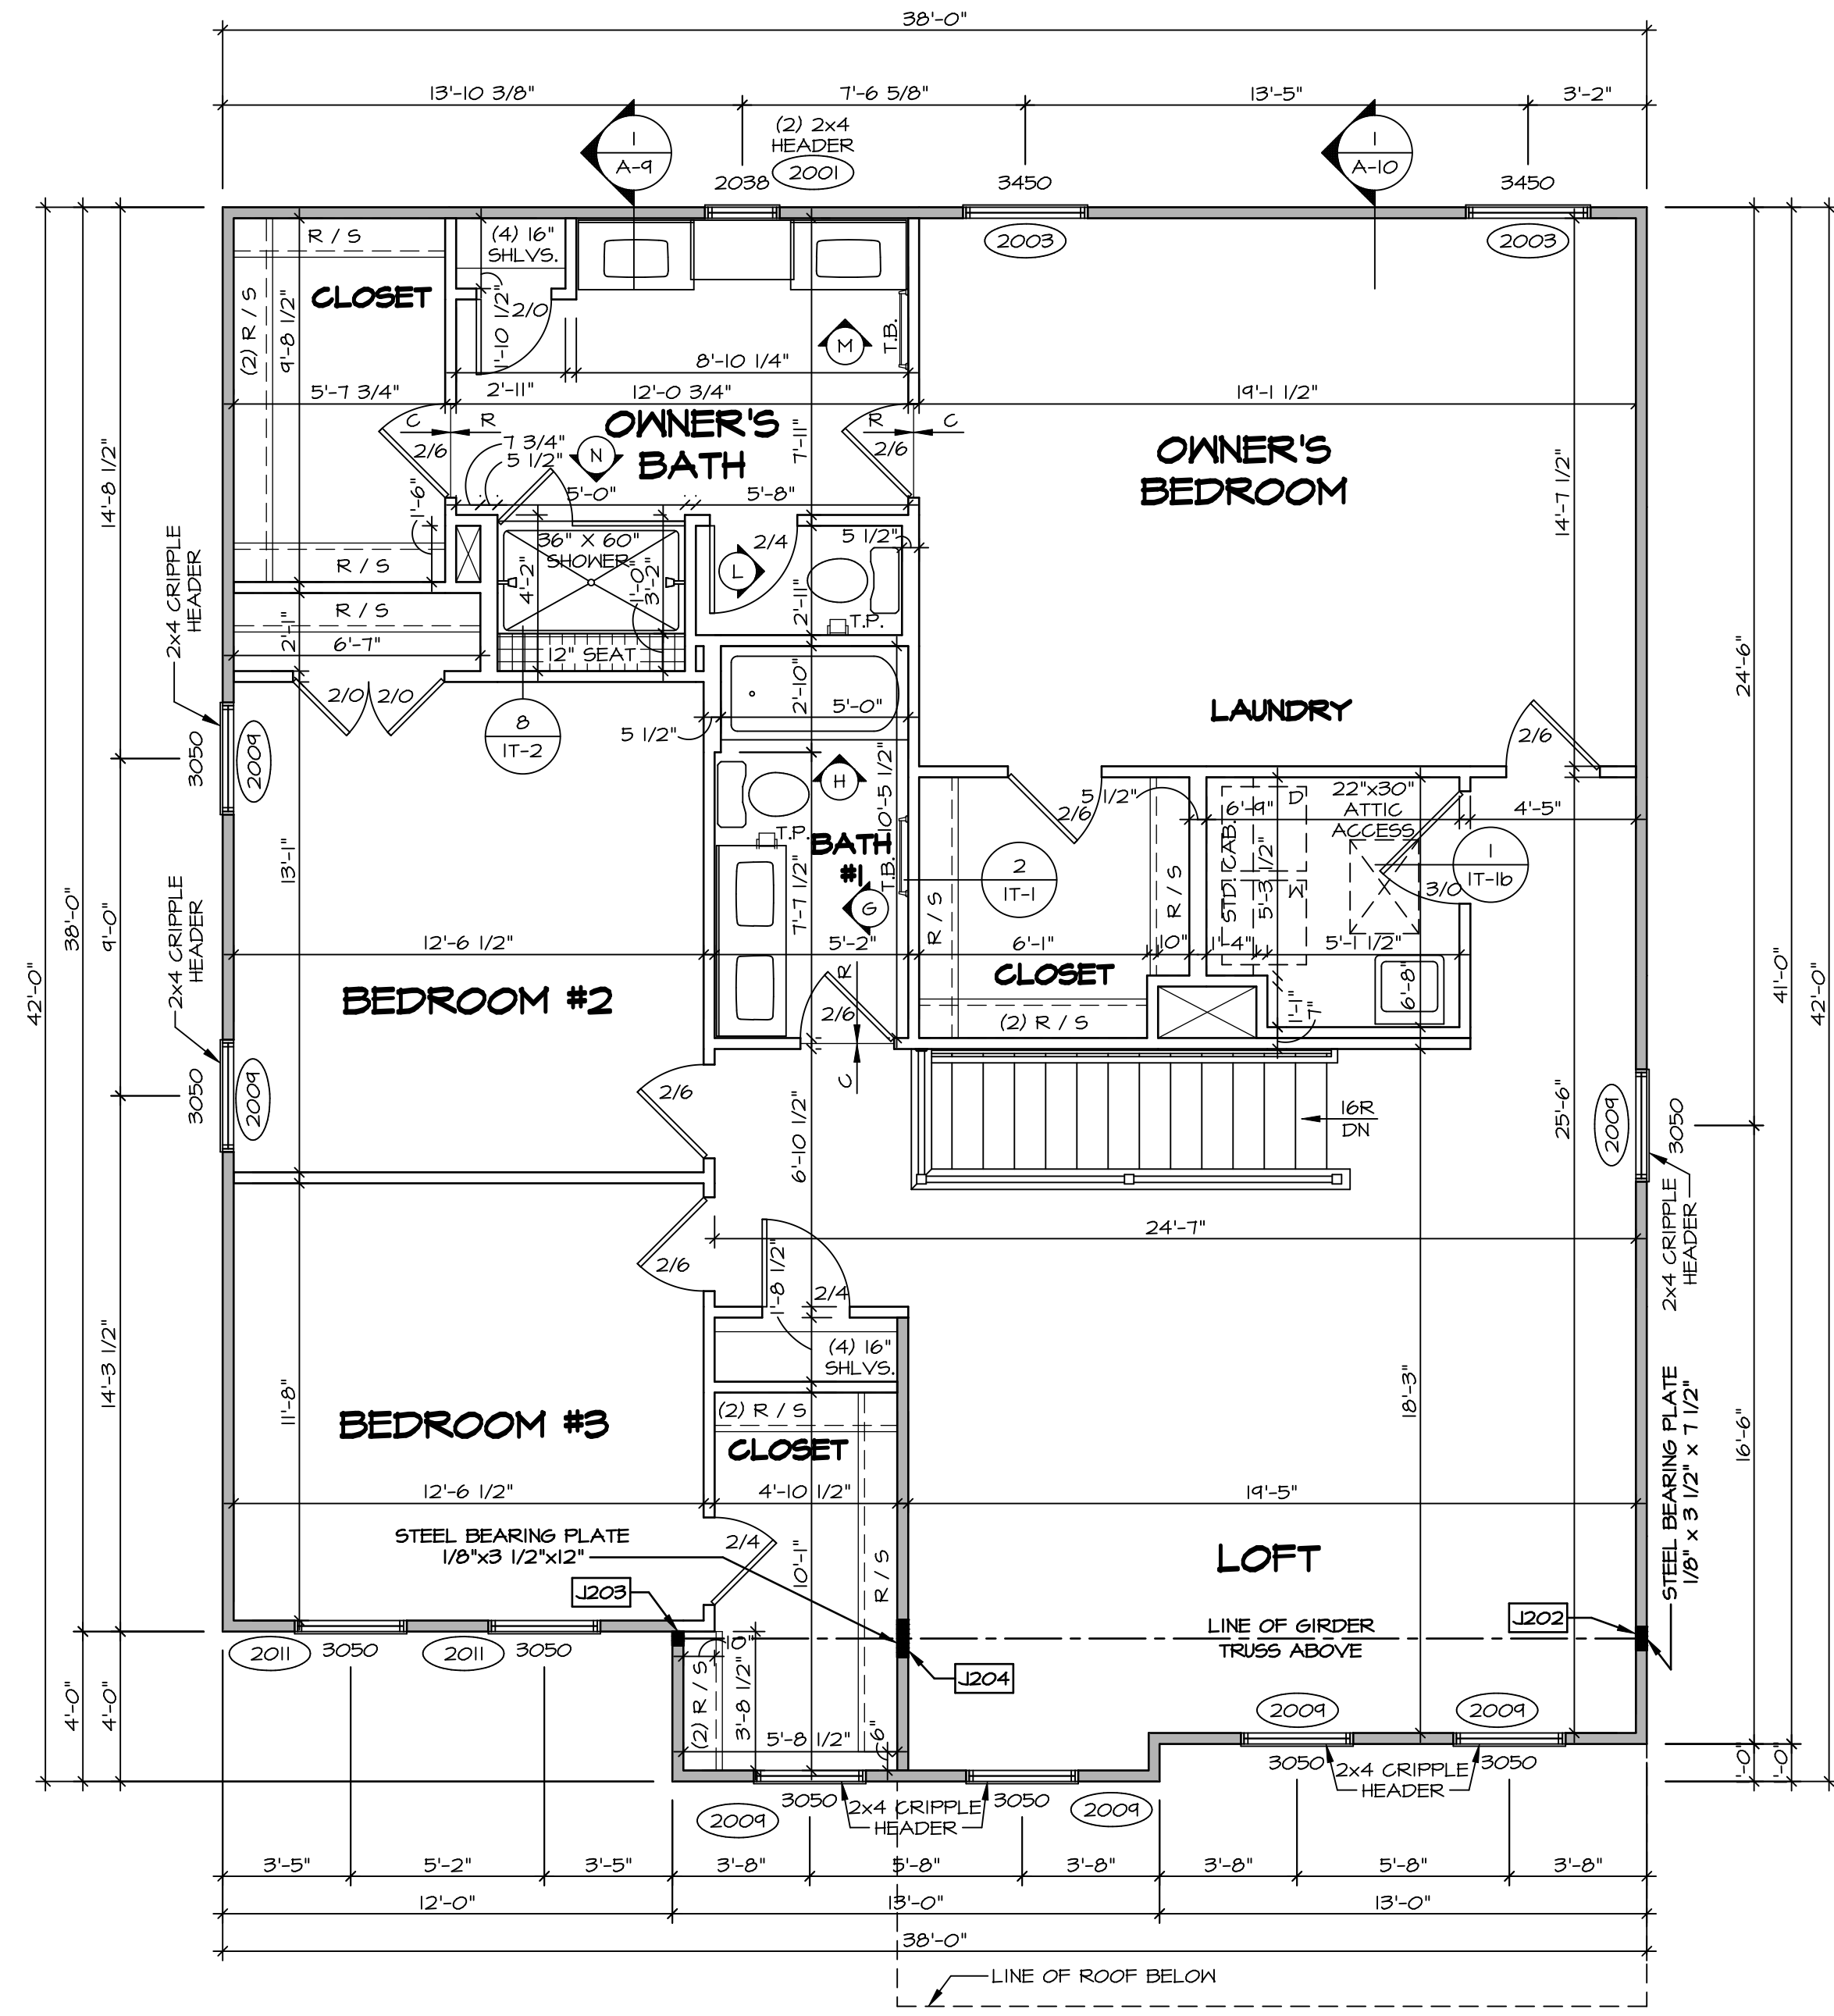 38'-0"
13'-10 3/8"
7'-6 5/8"
13'-5"
3'-2"
(2) 2x4
HEADER
1
A-9
2038
2001
3450
1
A-10
3450
R / S
(4) 16"
SHLVS.
2003
2003
CLOSET
(2) R / S
9'-8 1/2"
1'-10 1/2"
2/0
M
T.B.
8'-10 1/4"
5'-7 3/4"
2'-11"
12'-0 3/4"
19'-1 1/2"
C
R
2/6
OWNER'S
BATH
7 3/4"
5 1/2"
N
7'-11"
R
C
2/6
OWNER'S
BEDROOM
14'-7 1/2"
14'-8 1/2"
1'-6"
5'-0"
5'-8"
36" X 60"
SHOWER
4'-2"
1'-0"
3'-2"
L
2/4
5 1/2"
2'-11"
T.P.
2x4 CRIPPLE
HEADER
R / S
R / S
2'-1"
6'-7"
12" SEAT
2/0
2/0
8
IT-2
5 1/2"
2'-10"
5'-0"
LAUNDRY
2/6
24'-6"
3050
2009
H
10'-5 1/2"
T.P.
BATH
#1
T.B.
G
7'-7 1/2"
5'-2"
2/6
5 1/2"
2
IT-1
R / S
R / S
6'-9"
D
STD. CAB.
5'-3 1/2"
W
22"x30"
ATTIC
ACCESS
4'-5"
1
IT-1b
3/0
13'-1"
38'-0"
42'-0"
9'-0"
2x4 CRIPPLE
HEADER
12'-6 1/2"
6'-1"
10"
1'-4"
5'-1 1/2"
BEDROOM #2
CLOSET
(2) R / S
1'-1"
7"
6'-8"
R
2/6
C
41'-0"
42'-0"
3050
2009
2/6
6'-10 1/2"
16R
DN
25'-6"
2009
3050
2x4 CRIPPLE
HEADER
24'-7"
2/6
1'-8 1/2"
2/4
(4) 16"
SHLVS.
14'-3 1/2"
11'-8"
18'-3"
16'-6"
STEEL BEARING PLATE
1/8" x 3 1/2" x 7 1/2"
BEDROOM #3
(2) R / S
CLOSET
12'-6 1/2"
4'-10 1/2"
19'-5"
STEEL BEARING PLATE
1/8"x3 1/2"x12"
2/4
10'-1"
R / S
LOFT
J203
J202
LINE OF GIRDER
TRUSS ABOVE
2011
3050
2011
3050
10"
(2) R / S
3'-8 1/2"
J204
4'-0"
4'-0"
5'-8 1/2"
6"
2009
2009
3050
3050
2x4 CRIPPLE
HEADER
1'-0"
1'-0"
2009
3050
2x4 CRIPPLE
HEADER
3050
2009
3'-5"
5'-2"
3'-5"
3'-8"
5'-8"
3'-8"
3'-8"
5'-8"
3'-8"
12'-0"
13'-0"
13'-0"
38'-0"
LINE OF ROOF BELOW